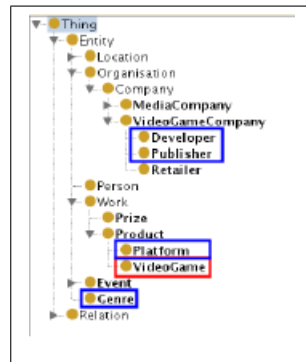 Thing
Entity
Location
Organisation
Company
MediaCompany
VideoGameCompany
Developer
Publisher
Retailer
Person
Work
Prize
Product
Platform
VideoGame
Event
Genre
Relation